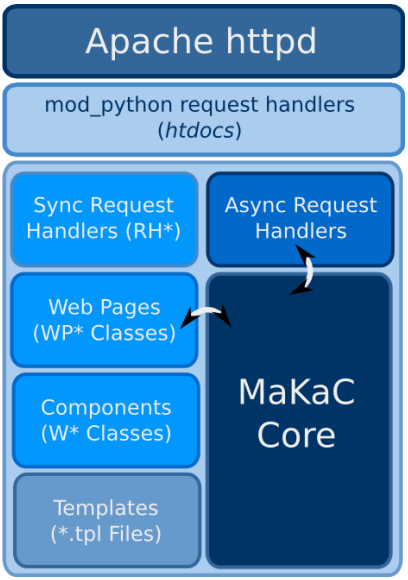 Apache httpd
mod_python request handlers
(htdocs)
Sync Request
Handlers (RH*)
Async Request
Handlers
Web Pages
(WP* Classes)
MaKaC
Core
Components
(W* Classes)
Templates
(*.tpl Files)